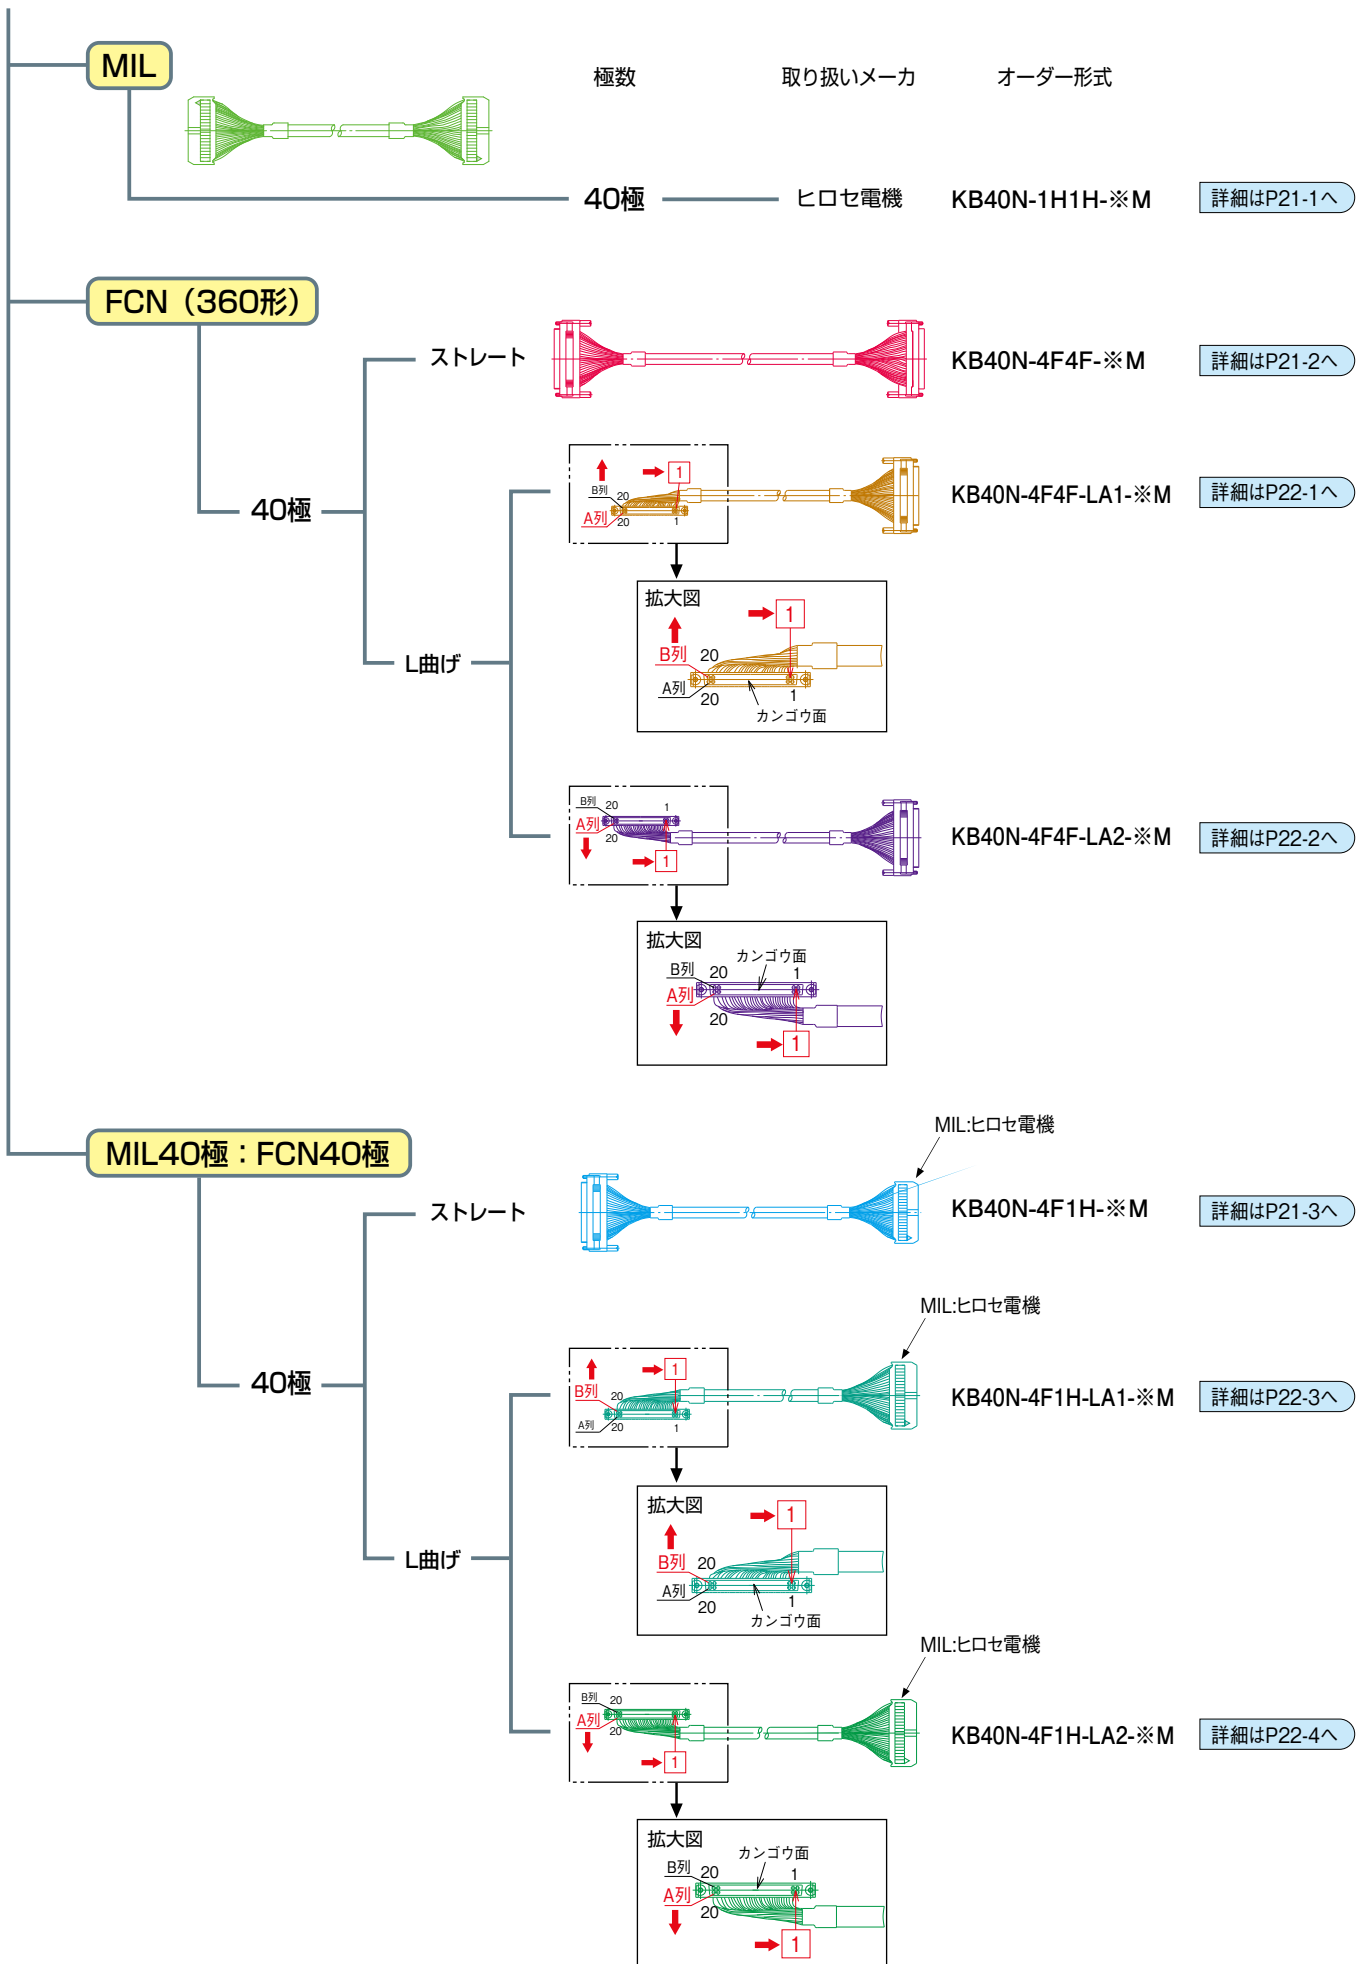 MIL
極数 取り扱いメーカ オーダー形式
40極 ヒロセ電機 KB40N-1H1H-※M 詳細はP21-1へ
FCN（360形）
ストレート KB40N-4F4F-※M 詳細はP21-2へ
40極
L曲げ
1
B列 20
A列 20 1
KB40N-4F4F-LA1-※M 詳細はP22-1へ
拡大図
1
B列 20
A列 20 1
カンゴウ面
B列 20 1
A列 20
1
KB40N-4F4F-LA2-※M 詳細はP22-2へ
拡大図
カンゴウ面
B列 20 1
A列
20
1
MIL40極：FCN40極
MIL:ヒロセ電機
ストレート KB40N-4F1H-※M 詳細はP21-3へ
MIL:ヒロセ電機
40極
L曲げ
1
B列 20
A列 20 1
KB40N-4F1H-LA1-※M 詳細はP22-3へ
拡大図
1
B列 20
A列 20 1
カンゴウ面
MIL:ヒロセ電機
B列 20
A列 20
1
KB40N-4F1H-LA2-※M 詳細はP22-4へ
拡大図
カンゴウ面
B列 20 1
A列
20
1